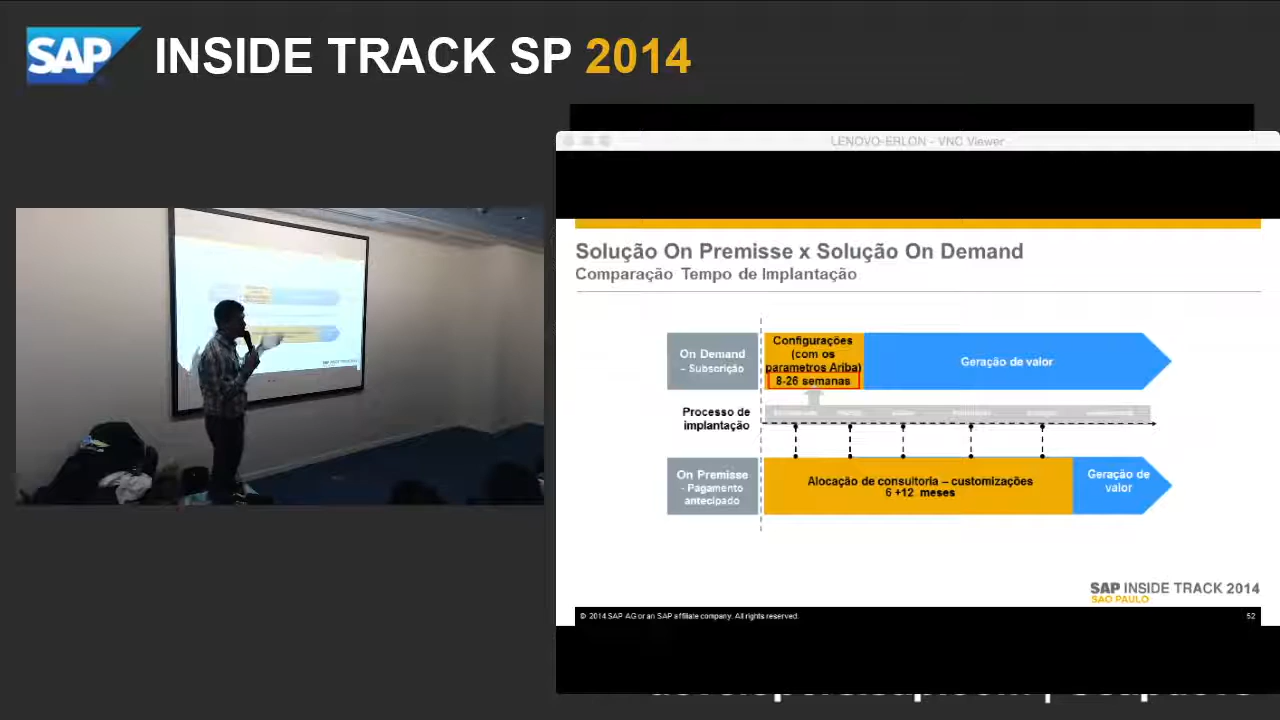 SAP INSIDE TRACK SP 2014
LENOVO-ERLON - VNC Viewer
Solução On Premisse x Solução On Demand
Comparação Tempo de Implantação
On Demand
– Subscrição
Configurações
(com os
parametros Ariba)
8-26 semanas
Geração de valor
Processo de
implantação
On Premisse
- Pagamento
antecipado
Alocação de consultoria – customizações
6 +12 meses
Geração de
valor
SAP INSIDE TRACK 2014
SAO PAULO
© 2014 SAP AG or an SAP affiliate company. All rights reserved.
52